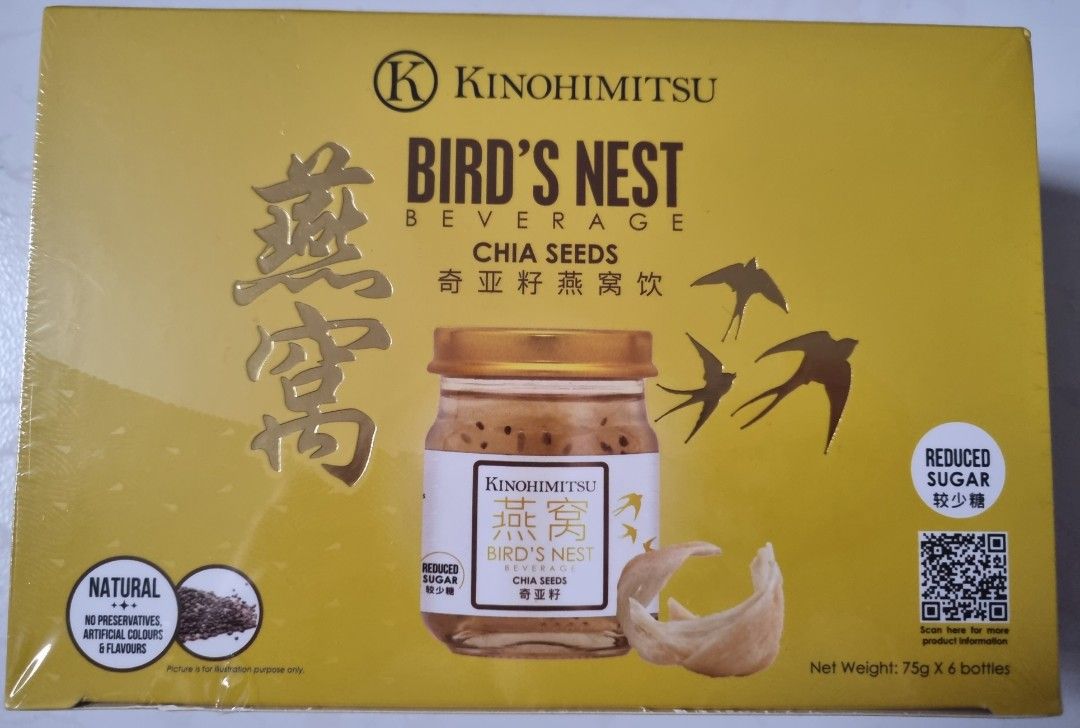 K KINOHIMITSU
燕窝
BIRD'S NEST
BEVERAGE
CHIA SEEDS
奇亚籽燕窝饮
KINOHIMITSU
燕窝
BIRD'S NEST
BEVERAGE
CHIA SEEDS
奇亚籽
REDUCED
SUGAR
较少糖
REDUCED
SUGAR
较少糖
NATURAL
NO PRESERVATIVES,
ARTIFICIAL COLOURS
& FLAVOURS
Picture is for illustration purpose only.
Scan here for more
product information
Net Weight: 75g X 6 bottles